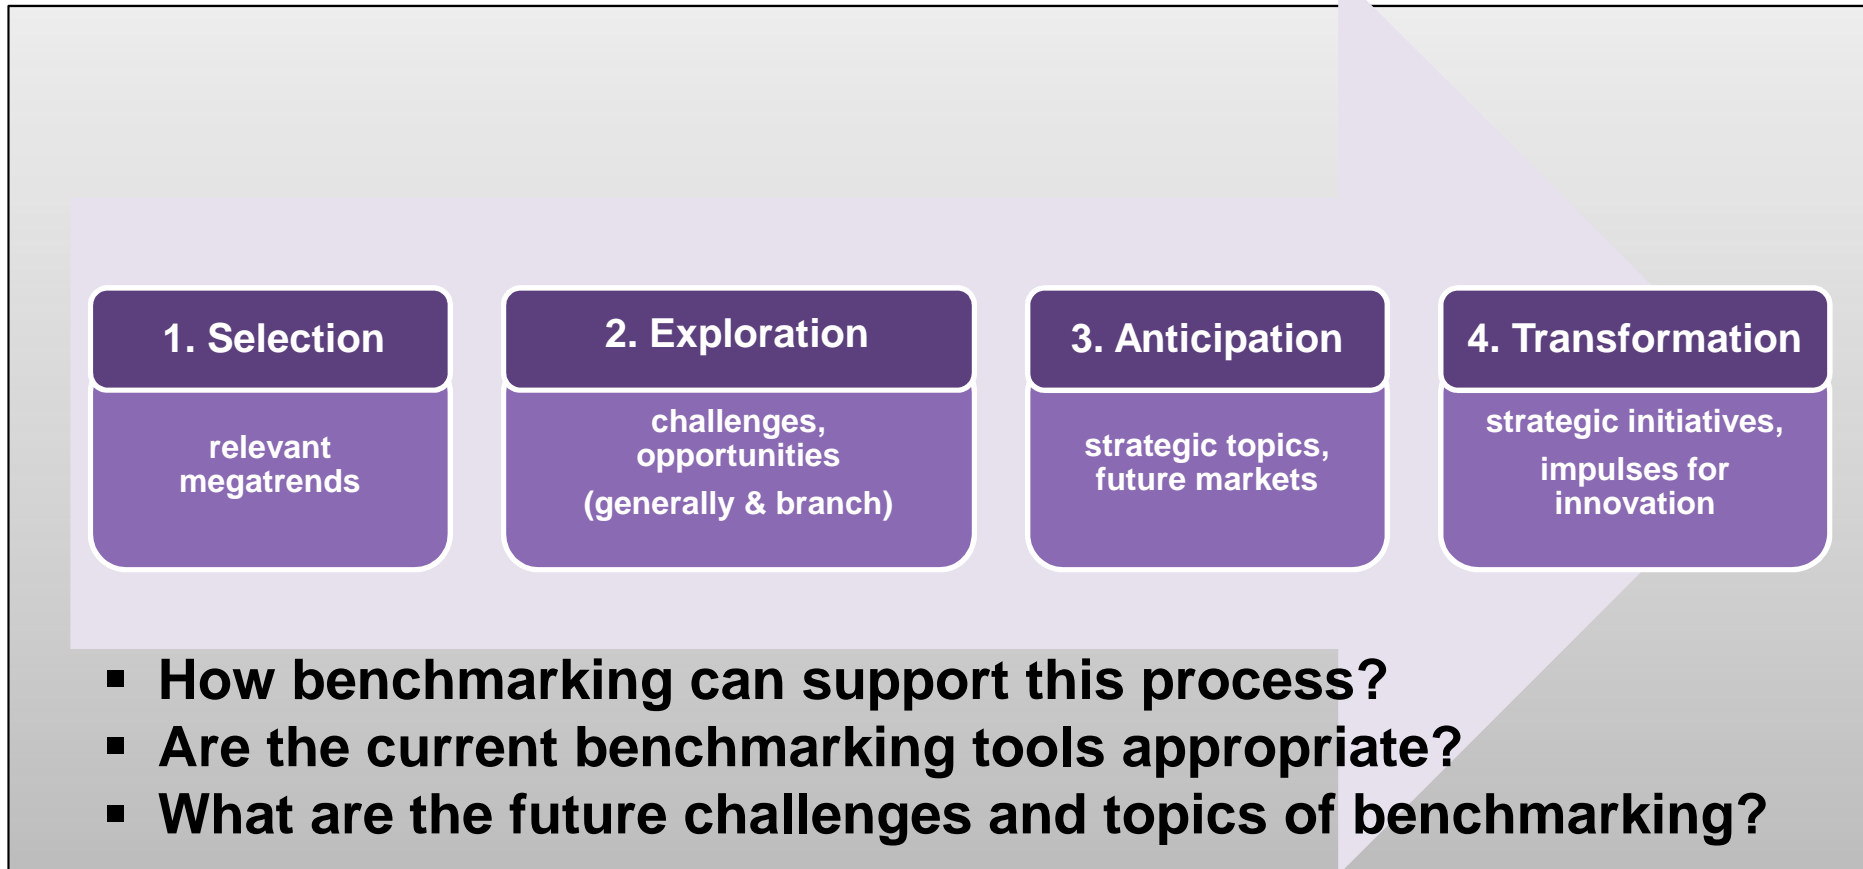 1. Selection
relevant
megatrends
2. Exploration
challenges,
opportunities
(generally & branch)
3. Anticipation
strategic topics,
future markets
4. Transformation
strategic initiatives,
impulses for
innovation
▪ How benchmarking can support this process?
▪ Are the current benchmarking tools appropriate?
▪ What are the future challenges and topics of benchmarking?